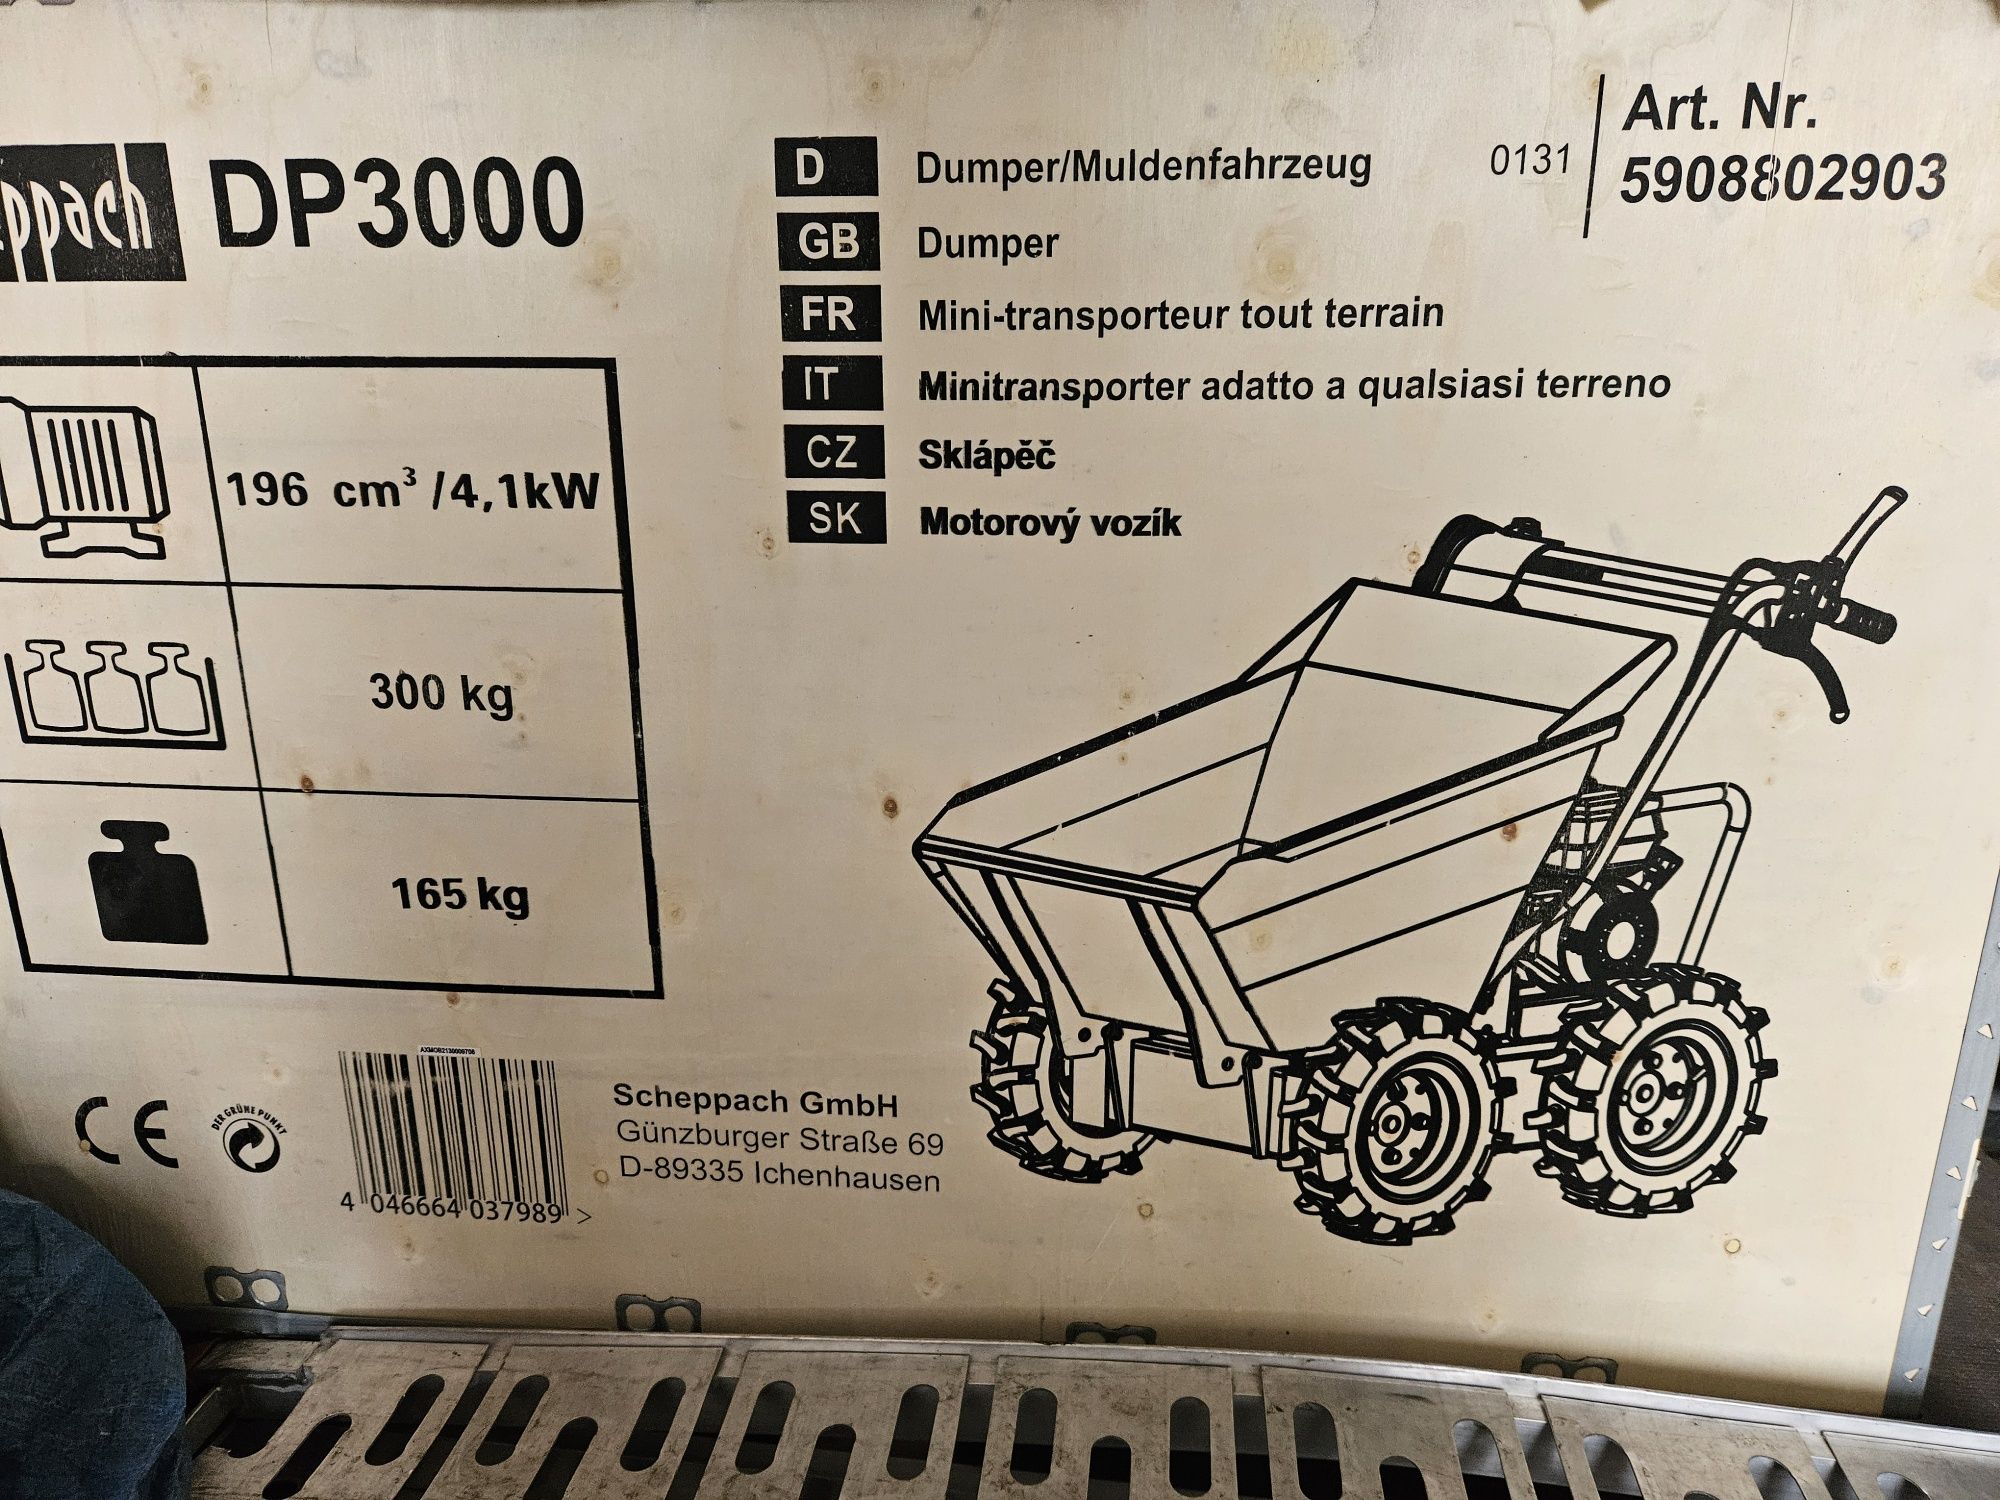 scheppach DP3000
D Dumper/Muldenfahrzeug
GB Dumper
FR Mini-transporteur tout terrain
IT Minitransporter adatto a qualsiasi terreno
CZ Sklápěč
SK Motorový vozík
0131
Art. Nr.
5908802903
196 cm³ /4,1kW
300 kg
165 kg
CE
DER GRÜNE PUNKT
AXMOB2130006708
4 046664 037989 >
Scheppach GmbH
Günzburger Straße 69
D-89335 Ichenhausen